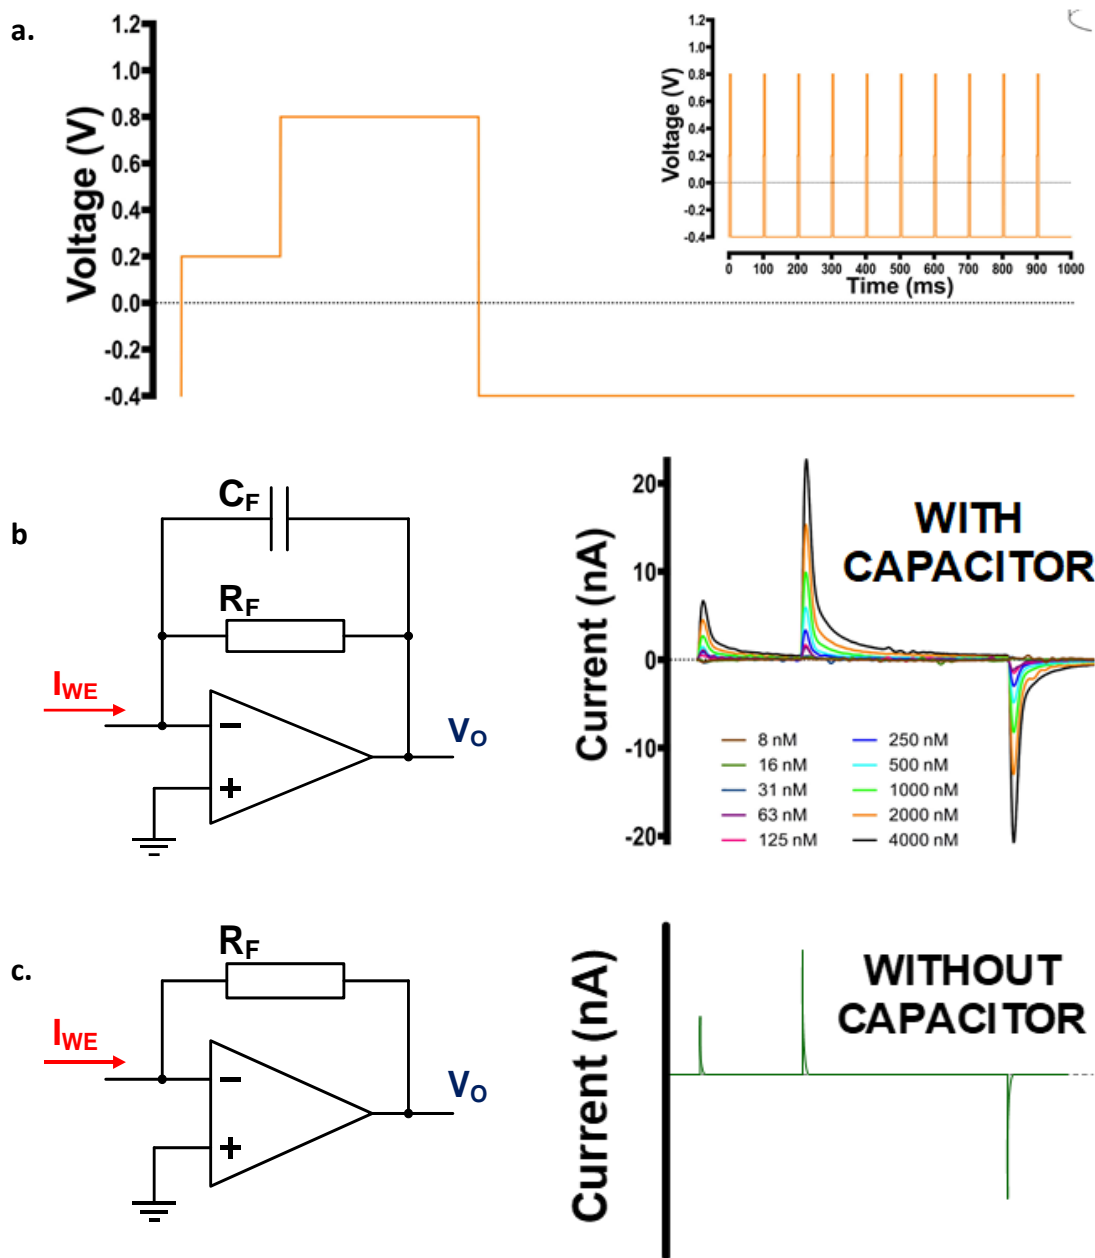 a.
Voltage (V)
1.2
1.0
0.8
0.6
0.4
0.2
0.0
-0.2
-0.4
Voltage (V)
1.2
1.0
0.8
0.6
0.4
0.2
0.0
-0.2
-0.4
0 100 200 300 400 500 600 700 800 900 1000
Time (ms)
b
CF
RF
IWE
−
+
VO
Current (nA)
20
10
0
-10
-20
WITH
CAPACITOR
8 nM
16 nM
31 nM
63 nM
125 nM
250 nM
500 nM
1000 nM
2000 nM
4000 nM
c.
RF
IWE
−
+
VO
Current (nA)
WITHOUT
CAPACITOR